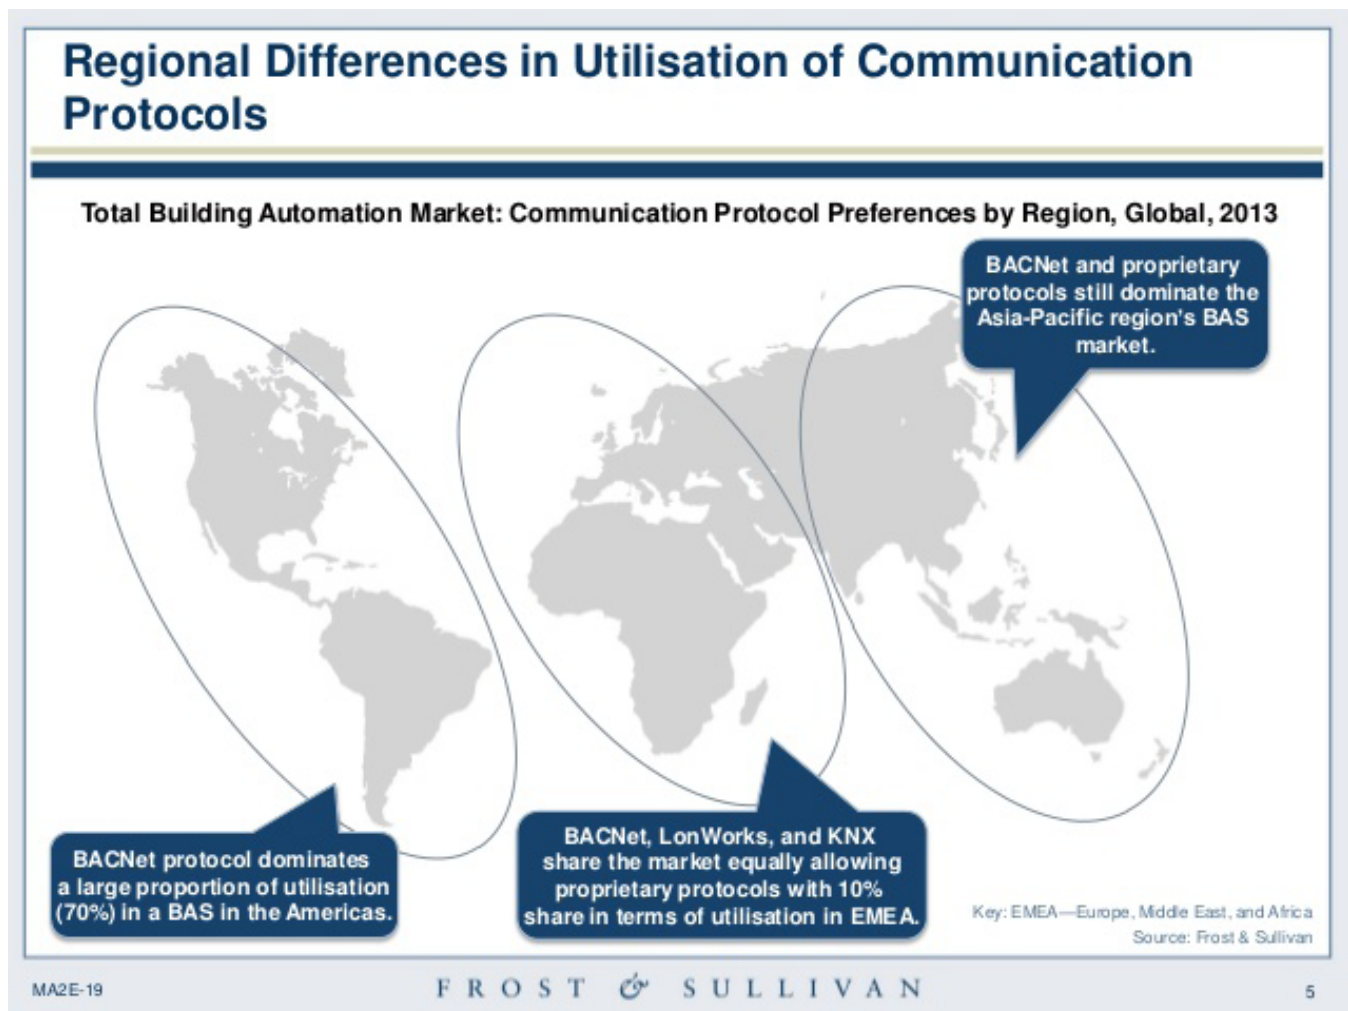 Regional Differences in Utilisation of Communication
Protocols
Total Building Automation Market: Communication Protocol Preferences by Region, Global, 2013
BACNet and proprietary
protocols still dominate the
Asia-Pacific region's BAS
market.
BACNet protocol dominates
a large proportion of utilisation
(70%) in a BAS in the Americas.
BACNet, LonWorks, and KNX
share the market equally allowing
proprietary protocols with 10%
share in terms of utilisation in EMEA.
Key: EMEA—Europe, Middle East, and Africa
Source: Frost & Sullivan
MA2E-19
FROST & SULLIVAN
5